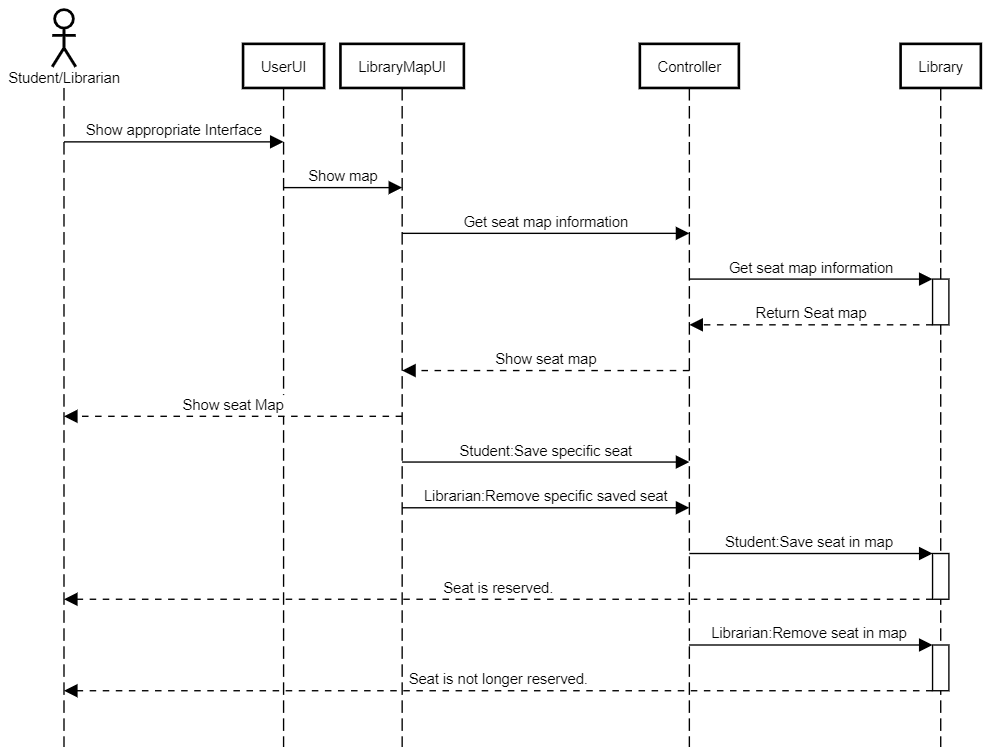 Student/Librarian
UserUI
LibraryMapUI
Controller
Library
Show appropriate Interface
Show map
Get seat map information
Get seat map information
Return Seat map
Show seat map
Show seat Map
Student:Save specific seat
Librarian:Remove specific saved seat
Student:Save seat in map
Seat is reserved.
Librarian:Remove seat in map
Seat is not longer reserved.